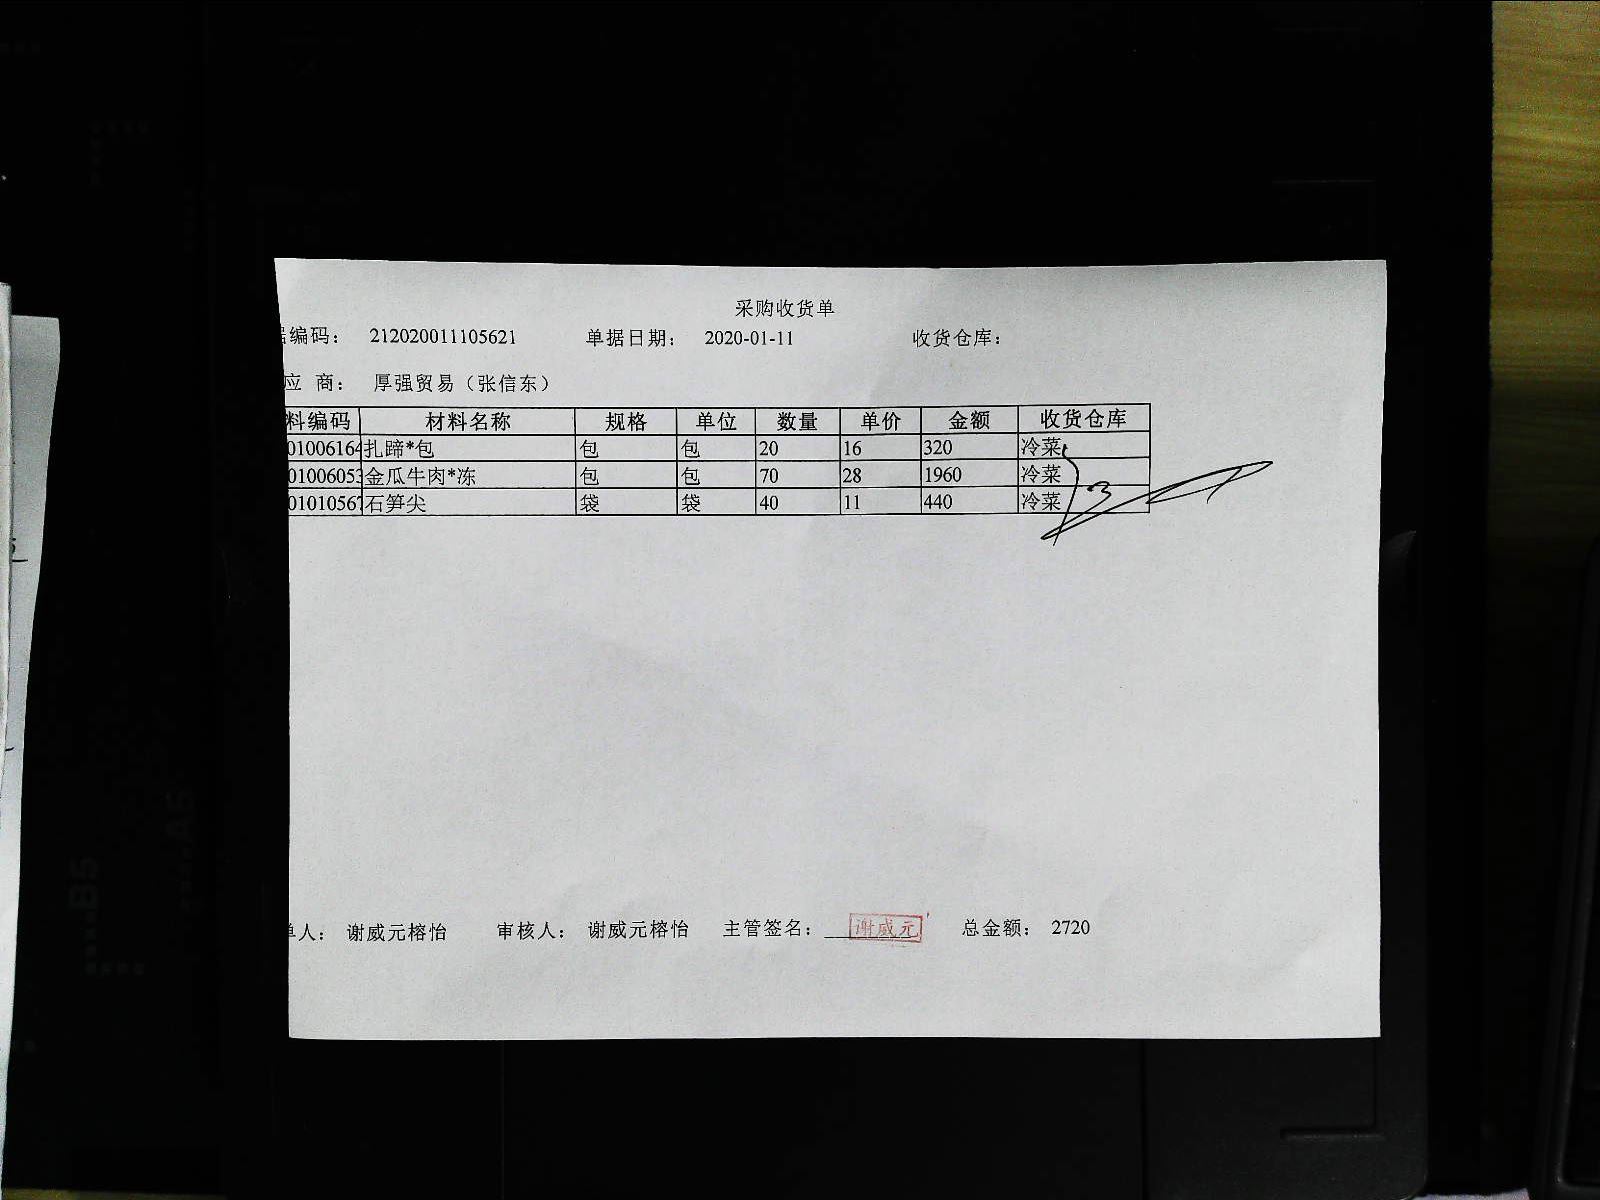 采购收货单
编码： 212020011105621 单据日期： 2020-01-11 收货仓库：
应 商： 厚强贸易（张信东）
料编码 材料名称 规格 单位 数量 单价 金额 收货仓库
01006164 扎蹄*包 包 包 20 16 320 冷菜
01006053 金瓜牛肉*冻 包 包 70 28 1960 冷菜
01010567 石笋尖 袋 袋 40 11 440 冷菜
单人： 谢威元榕怡 审核人： 谢威元榕怡 主管签名： 谢威元 总金额： 2720
B5
A5